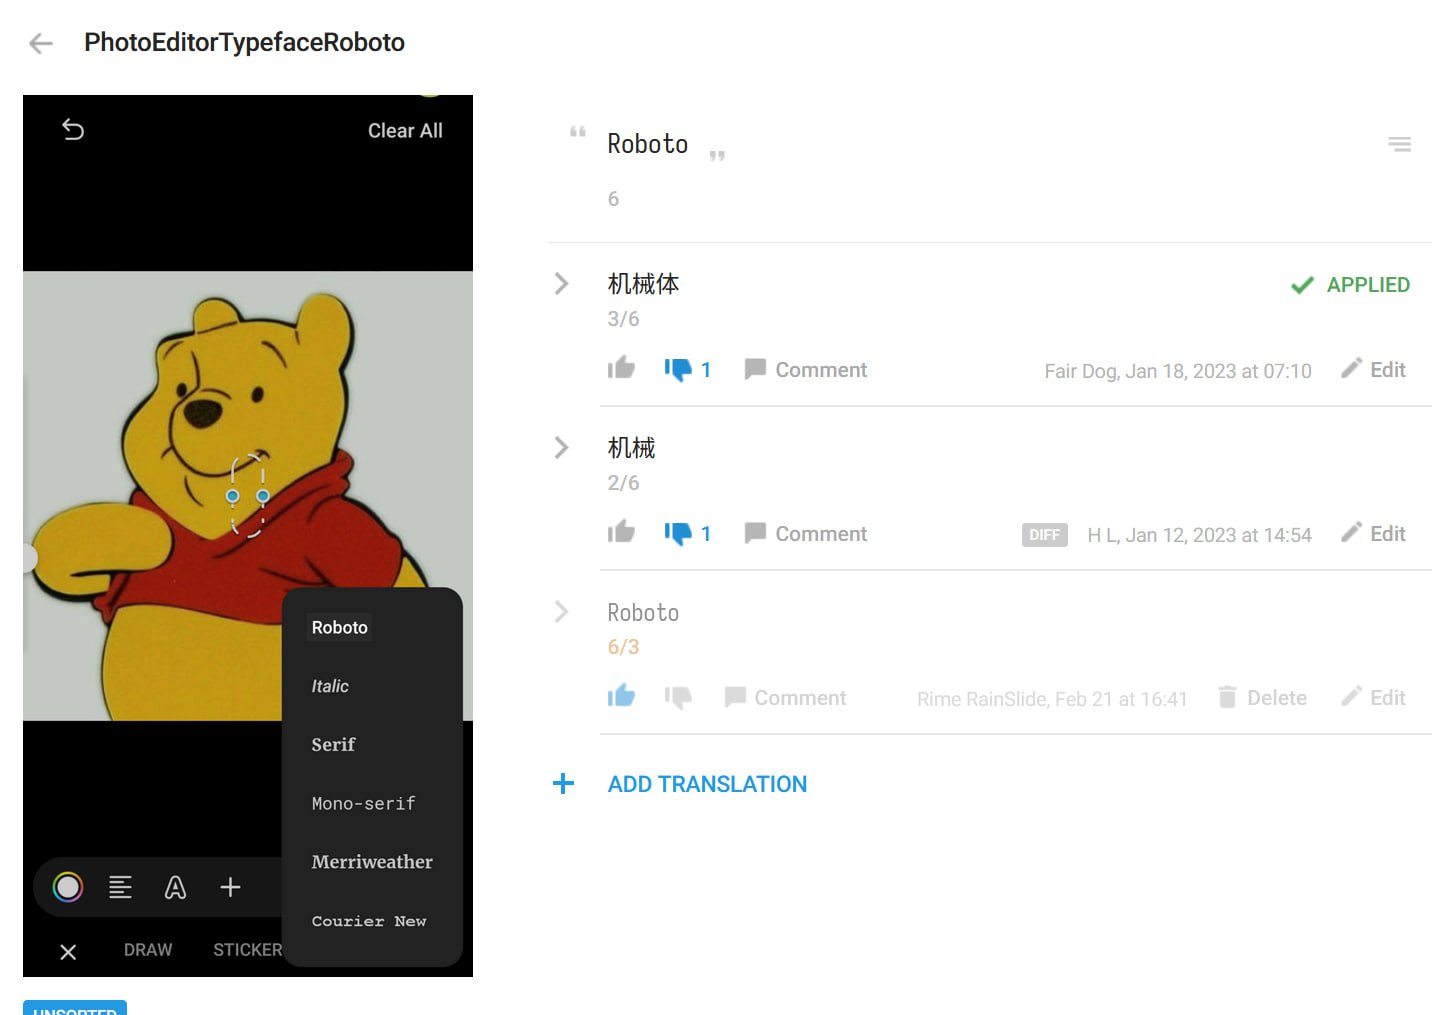 PhotoEditorTypefaceRoboto
Clear All
Roboto
Italic
Serif
Mono-serif
Merriweather
Courier New
DRAW
STICKER
UNSORTED
“ Roboto ”
6
机械体
APPLIED
3/6
1 Comment Fair Dog, Jan 18, 2023 at 07:10 Edit
机械
2/6
1 Comment DIFF H L, Jan 12, 2023 at 14:54 Edit
Roboto
6/3
Comment Rime RainSlide, Feb 21 at 16:41 Delete Edit
+ ADD TRANSLATION